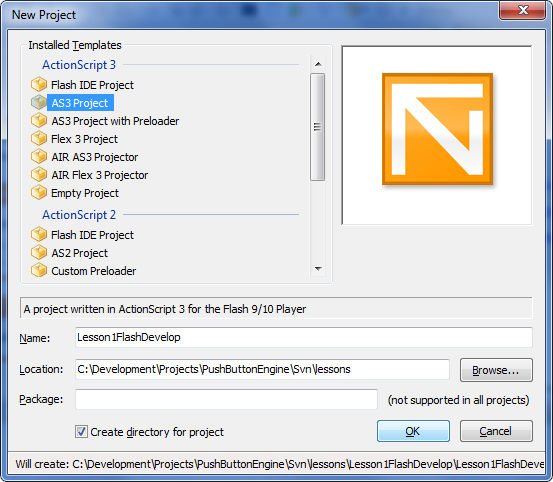 New Project
Installed Templates
ActionScript 3
Flash IDE Project
AS3 Project
AS3 Project with Preloader
Flex 3 Project
AIR AS3 Projector
AIR Flex 3 Projector
Empty Project
ActionScript 2
Flash IDE Project
AS2 Project
Custom Preloader
A project written in ActionScript 3 for the Flash 9/10 Player
Name: Lesson1FlashDevelop
Location: C:\Development\Projects\PushButtonEngine\Svn\lessons Browse...
Package: (not supported in all projects)
Create directory for project OK Cancel
Will create: C:\Development\Projects\PushButtonEngine\Svn\lessons\Lesson1FlashDevelop\Lesson1FlashDeve